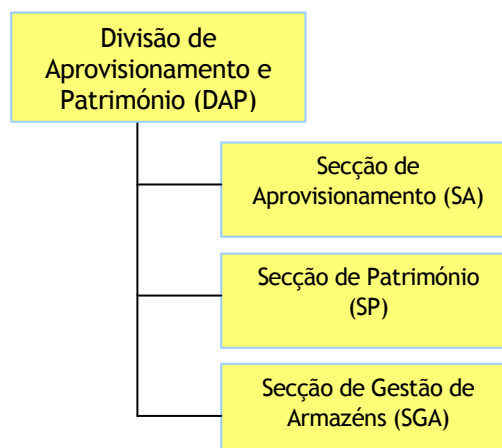 Divisão de
Aprovisionamento e
Património (DAP)
Secção de
Aprovisionamento (SA)
Secção de Património
(SP)
Secção de Gestão de
Armazéns (SGA)